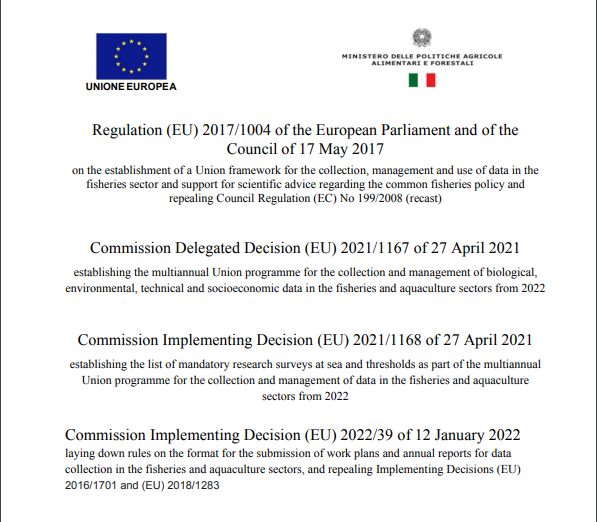 UNIONE EUROPEA
MINISTERO DELLE POLITICHE AGRICOLE
ALIMENTARI E FORESTALI
Regulation (EU) 2017/1004 of the European Parliament and of the
Council of 17 May 2017
on the establishment of a Union framework for the collection, management and use of data in the
fisheries sector and support for scientific advice regarding the common fisheries policy and
repealing Council Regulation (EC) No 199/2008 (recast)
Commission Delegated Decision (EU) 2021/1167 of 27 April 2021
establishing the multiannual Union programme for the collection and management of biological,
environmental, technical and socioeconomic data in the fisheries and aquaculture sectors from 2022
Commission Implementing Decision (EU) 2021/1168 of 27 April 2021
establishing the list of mandatory research surveys at sea and thresholds as part of the multiannual
Union programme for the collection and management of data in the fisheries and aquaculture
sectors from 2022
Commission Implementing Decision (EU) 2022/39 of 12 January 2022
laying down rules on the format for the submission of work plans and annual reports for data
collection in the fisheries and aquaculture sectors, and repealing Implementing Decisions (EU)
2016/1701 and (EU) 2018/1283